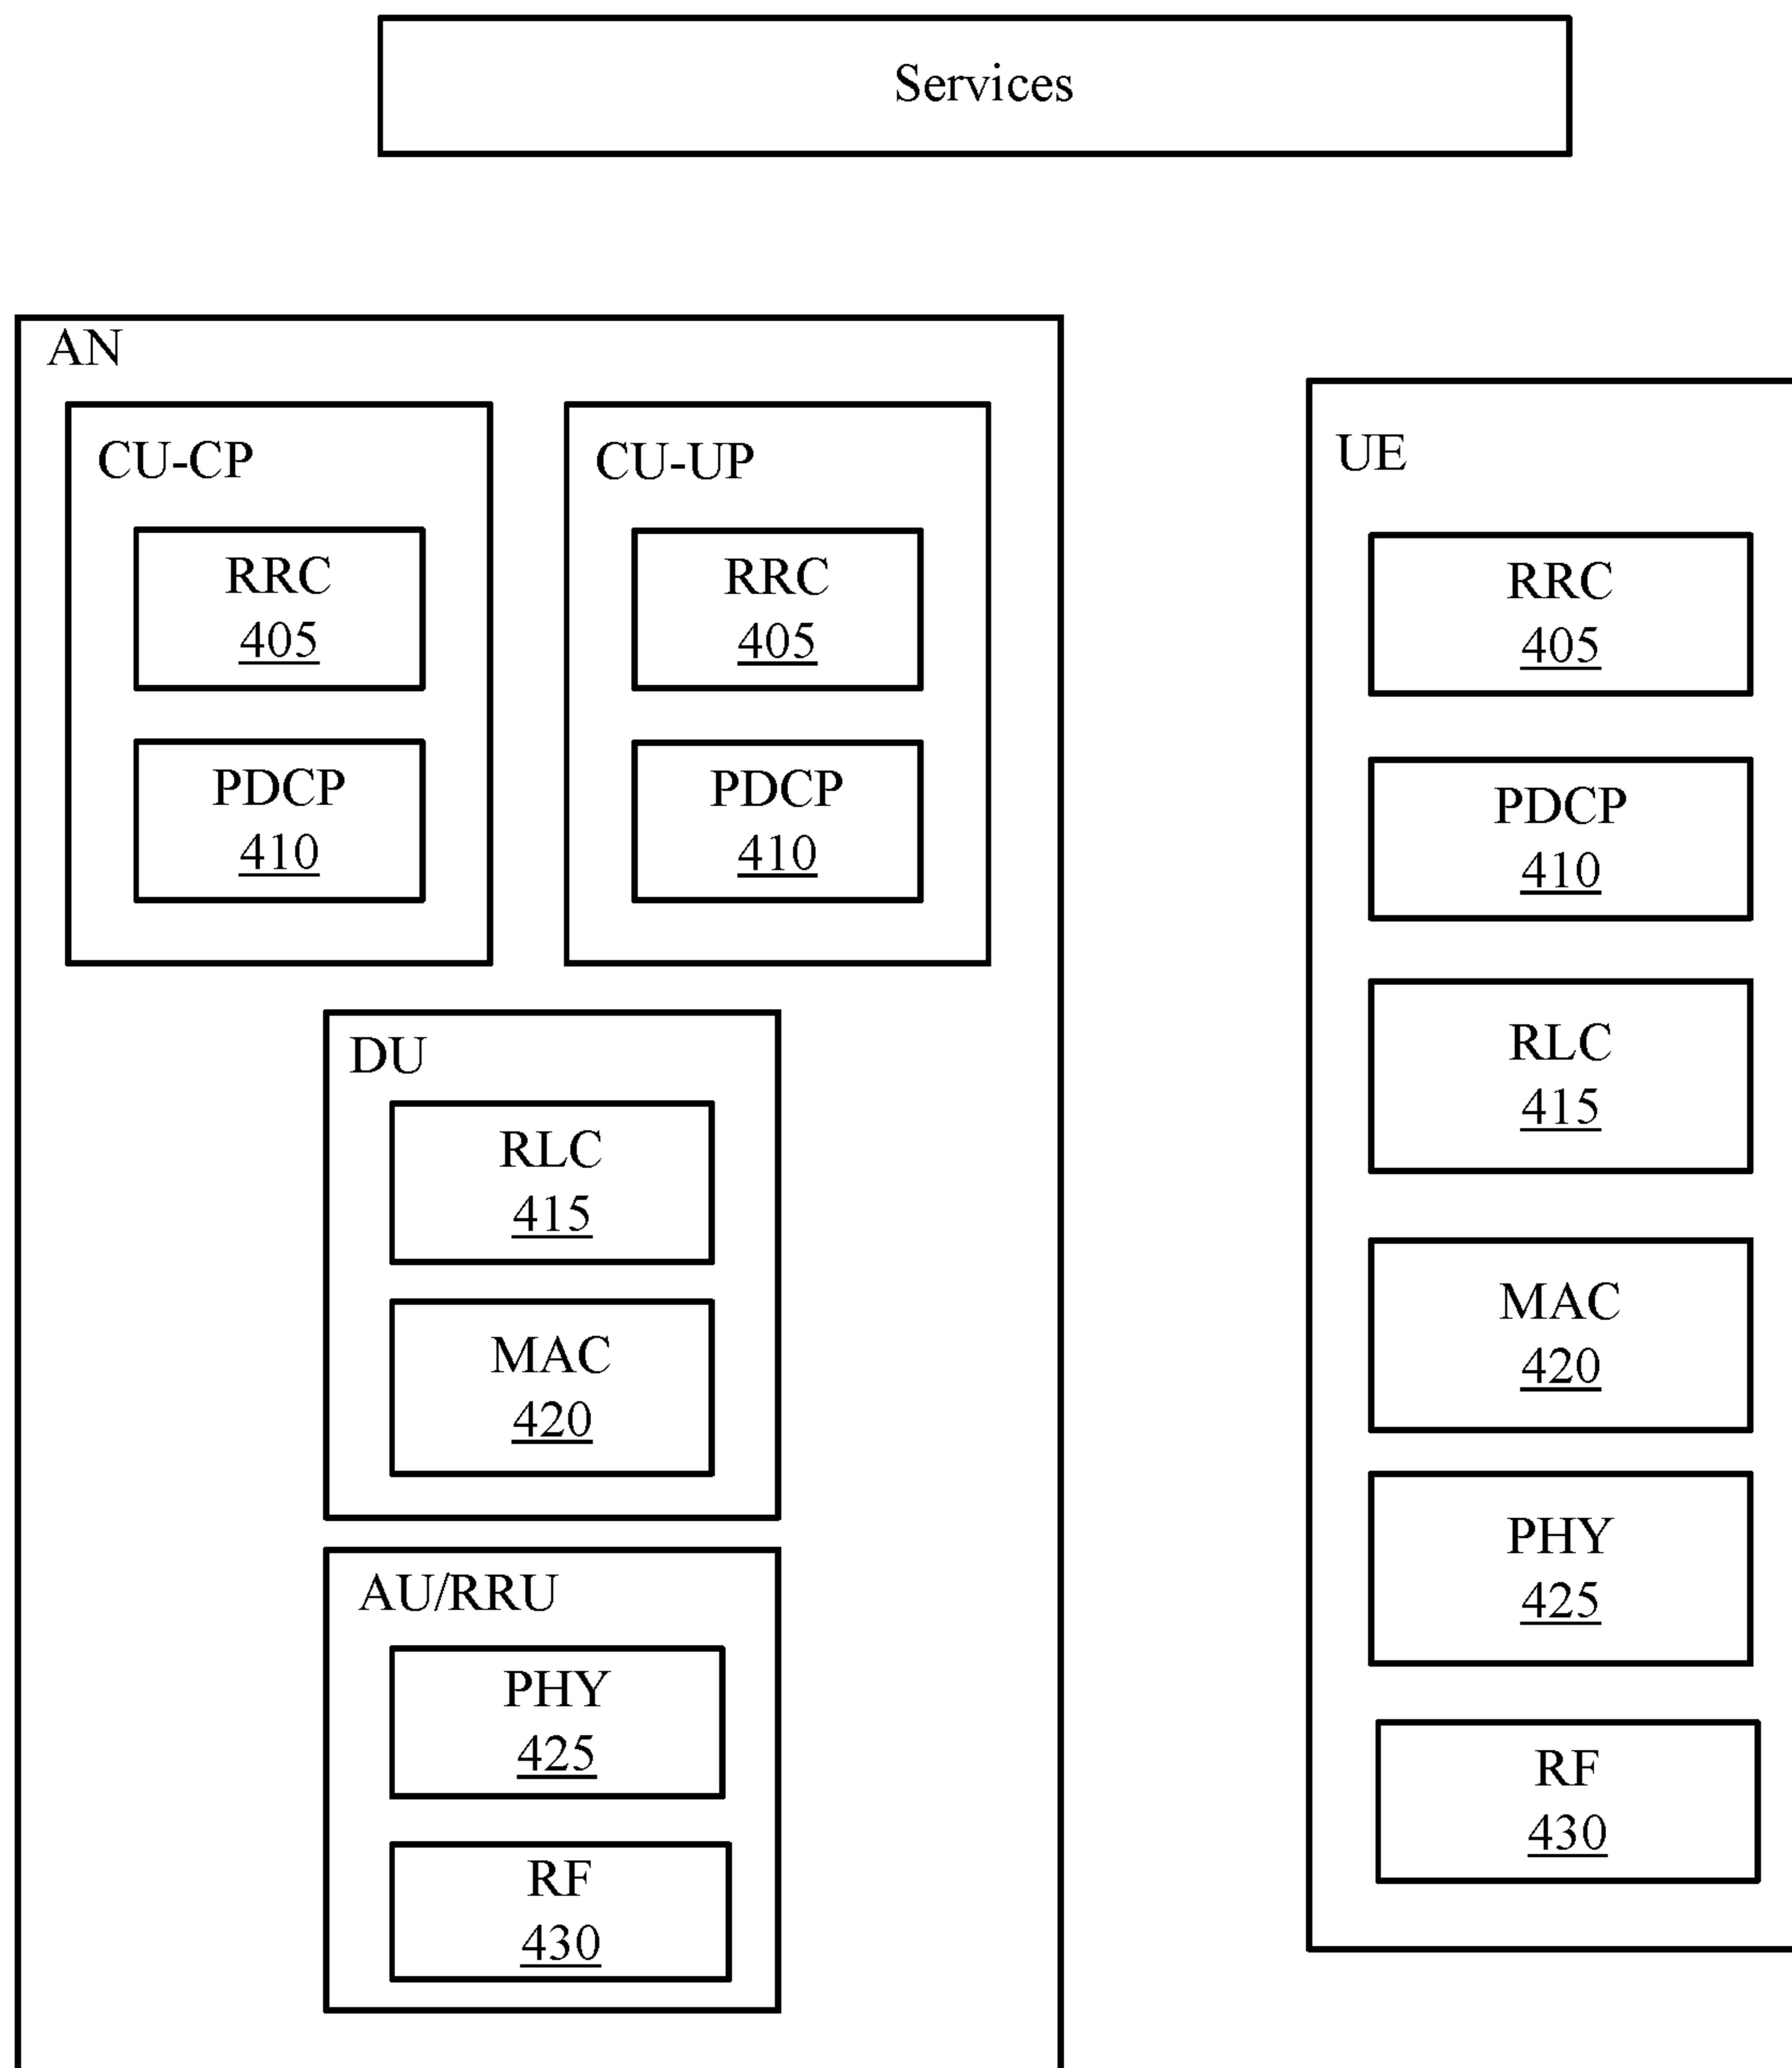 Services
AN
CU-CP
RRC
405
PDCP
410
CU-UP
RRC
405
PDCP
410
DU
RLC
415
MAC
420
AU/RRU
PHY
425
RF
430
UE
RRC
405
PDCP
410
RLC
415
MAC
420
PHY
425
RF
430